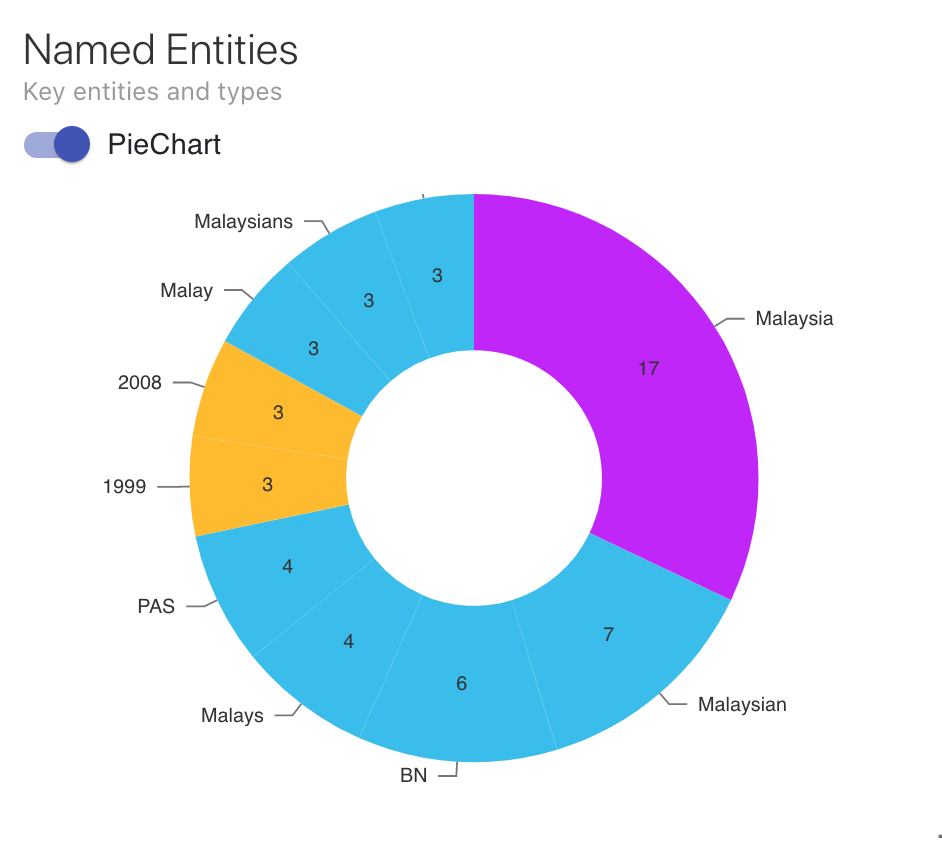 Named Entities
Key entities and types
PieChart
Malaysians
3
3
Malay
Malaysia
3
17
2008
3
1999
3
4
PAS
7
4
6
Malaysian
Malays
BN